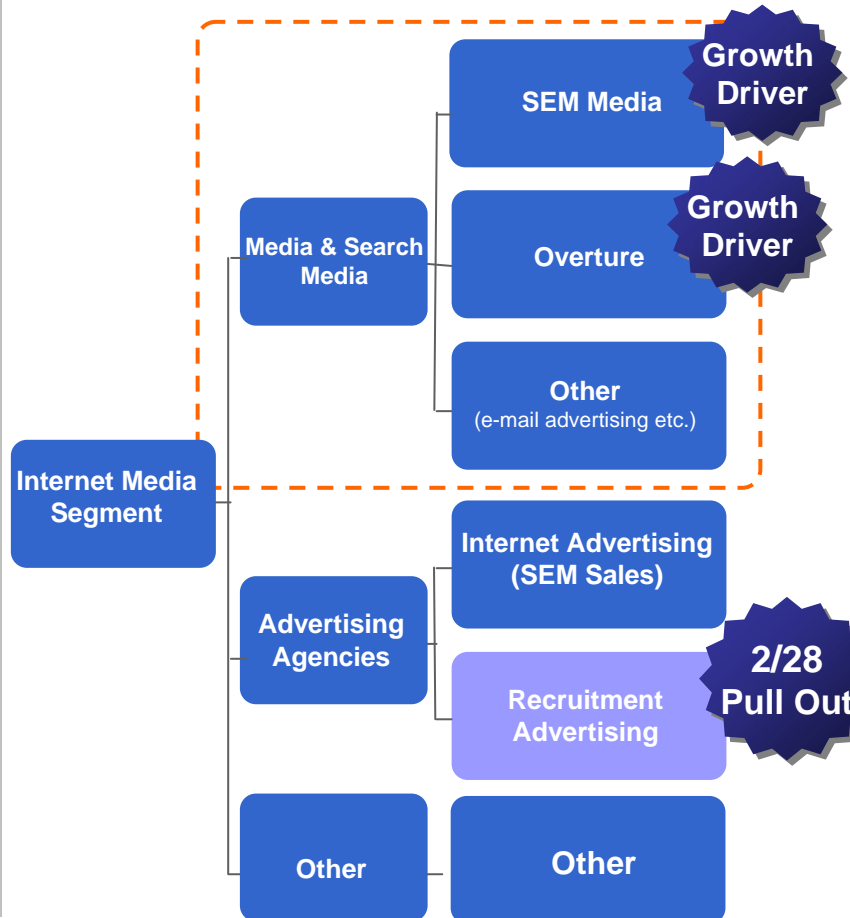 Growth
Driver
SEM Media
Growth
Driver
Media & Search
Media
Overture
Other
(e-mail advertising etc.)
Internet Media
Segment
Internet Advertising
(SEM Sales)
Advertising
Agencies
2/28
Pull Out
Recruitment
Advertising
Other
Other